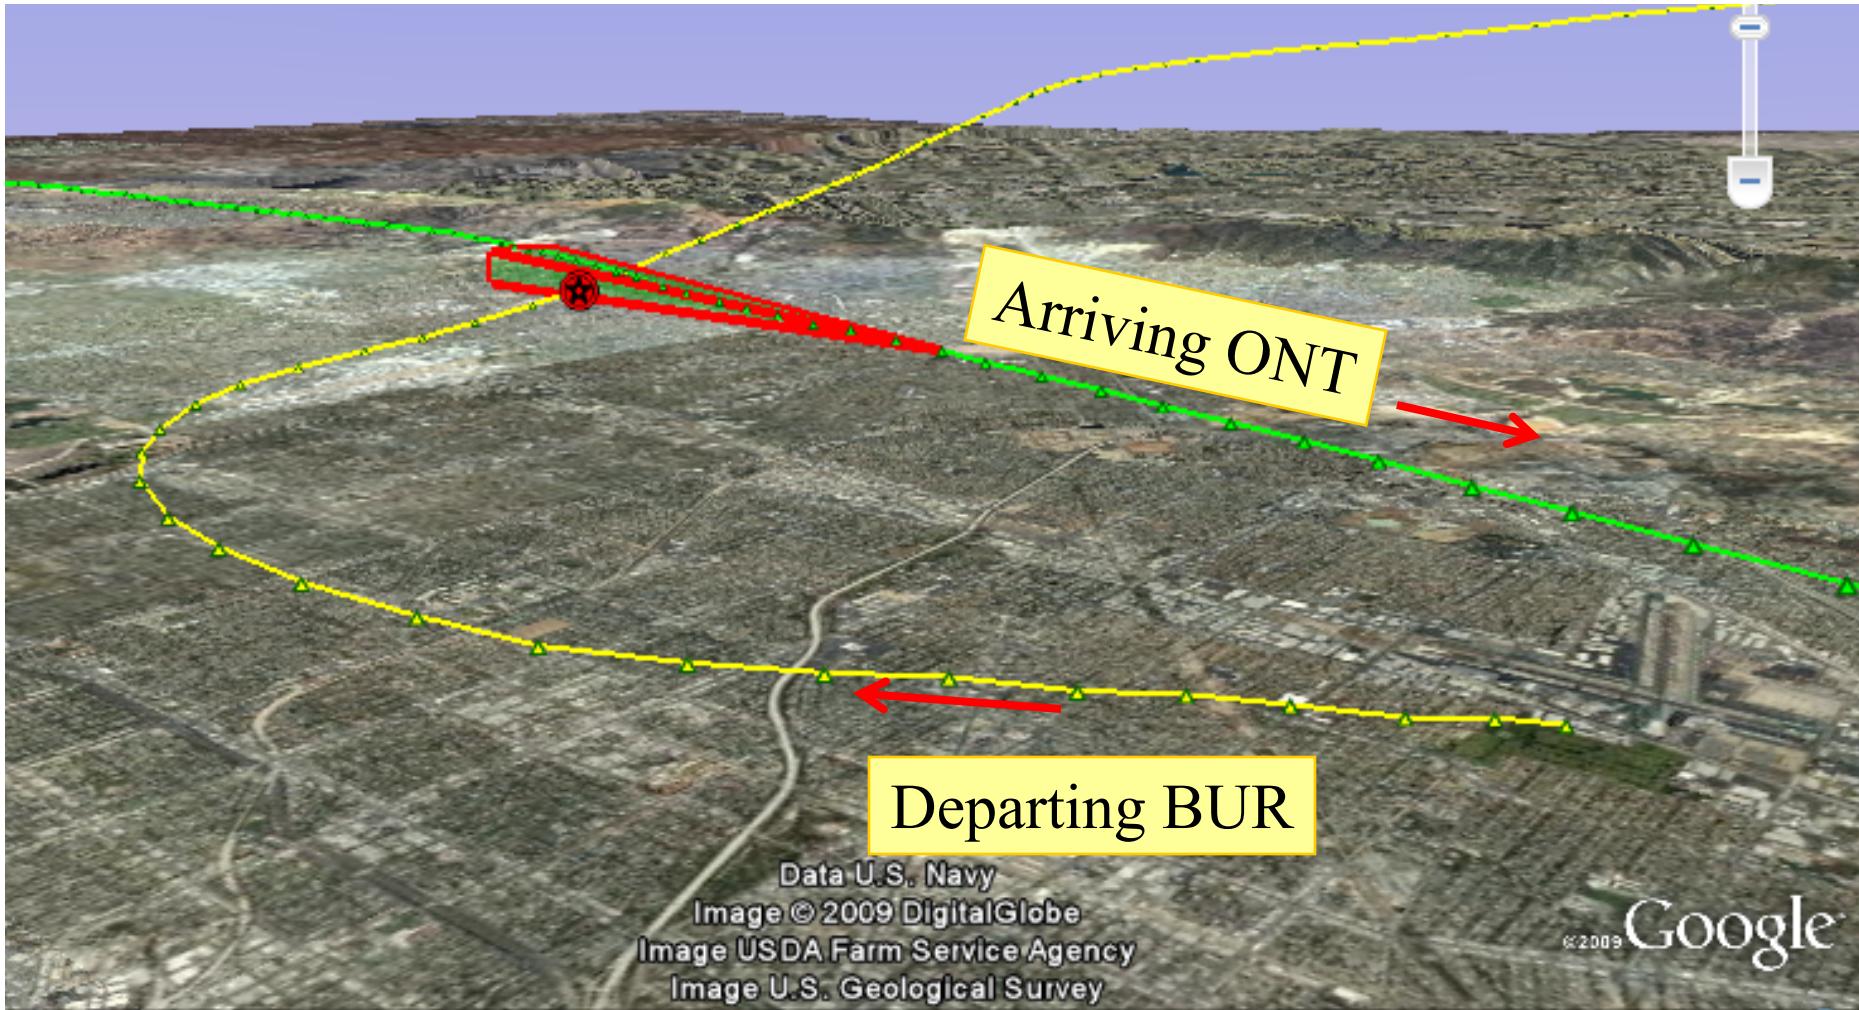 Arriving ONT
Departing BUR
Data U.S. Navy
Image © 2009 DigitalGlobe
Image USDA Farm Service Agency
Image U.S. Geological Survey
©2009 Google